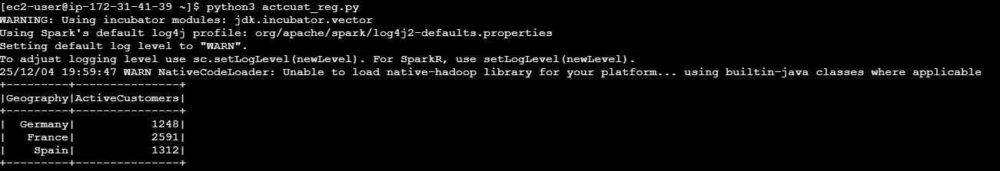 [ec2-user@ip-172-31-41-39 ~]$ python3 actcust_reg.py
WARNING: Using incubator modules: jdk.incubator.vector
Using Spark's default log4j profile: org/apache/spark/log4j2-defaults.properties
Setting default log level to "WARN".
To adjust logging level use sc.setLogLevel(newLevel). For SparkR, use setLogLevel(newLevel).
25/12/04 19:59:47 WARN NativeCodeLoader: Unable to load native-hadoop library for your platform... using builtin-java classes where applicable
+---------+---------------+
|Geography|ActiveCustomers|
+---------+---------------+
|  Germany|           1248|
|   France|           2591|
|    Spain|           1312|
+---------+---------------+